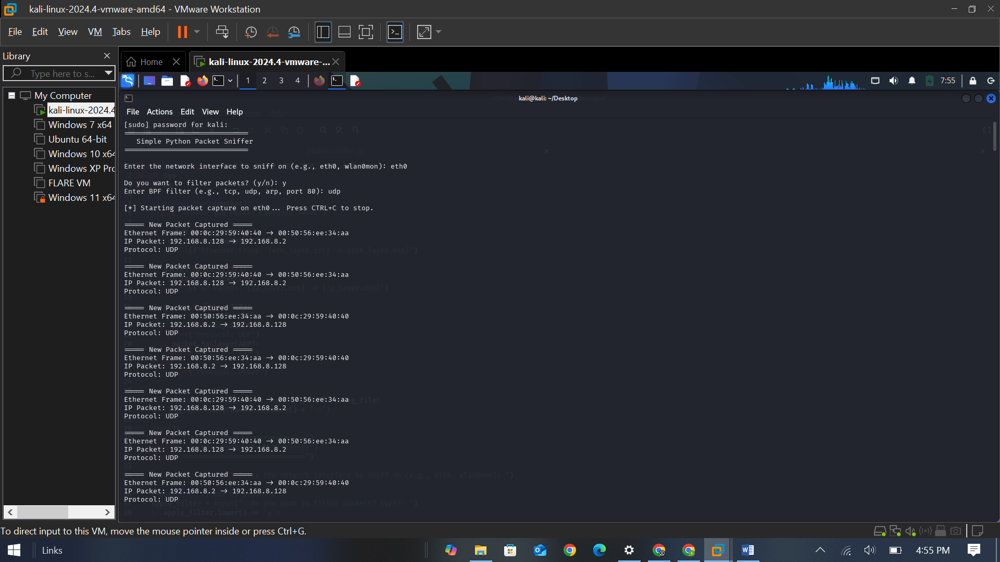 kali-linux-2024.4-vmware-amd64 - VMware Workstation
File Edit View VM Tabs Help
Library
Type here to s...
My Computer
kali-linux-2024.4
Windows 7 x64
Ubuntu 64-bit
Windows 10 x64
Windows XP Pro
FLARE VM
Windows 11 x64
Home
kali-linux-2024.4-vmware-...
1 2 3 4
7:55
kali@kali: ~/Desktop
File Actions Edit View Help
[sudo] password for kali:
Simple Python Packet Sniffer
Enter the network interface to sniff on (e.g., eth0, wlan0mon): eth0
Do you want to filter packets? (y/n): y
Enter BPF filter (e.g., tcp, udp, arp, port 80): udp
[*] Starting packet capture on eth0... Press CTRL+C to stop.
===== New Packet Captured =====
Ethernet Frame: 00:0c:29:59:40:40 → 00:50:56:ee:34:aa
IP Packet: 192.168.8.128 → 192.168.8.2
Protocol: UDP
===== New Packet Captured =====
Ethernet Frame: 00:0c:29:59:40:40 → 00:50:56:ee:34:aa
IP Packet: 192.168.8.128 → 192.168.8.2
Protocol: UDP
===== New Packet Captured =====
Ethernet Frame: 00:50:56:ee:34:aa → 00:0c:29:59:40:40
IP Packet: 192.168.8.2 → 192.168.8.128
Protocol: UDP
===== New Packet Captured =====
Ethernet Frame: 00:50:56:ee:34:aa → 00:0c:29:59:40:40
IP Packet: 192.168.8.2 → 192.168.8.128
Protocol: UDP
===== New Packet Captured =====
Ethernet Frame: 00:0c:29:59:40:40 → 00:50:56:ee:34:aa
IP Packet: 192.168.8.128 → 192.168.8.2
Protocol: UDP
===== New Packet Captured =====
Ethernet Frame: 00:0c:29:59:40:40 → 00:50:56:ee:34:aa
IP Packet: 192.168.8.128 → 192.168.8.2
Protocol: UDP
===== New Packet Captured =====
Ethernet Frame: 00:50:56:ee:34:aa → 00:0c:29:59:40:40
IP Packet: 192.168.8.2 → 192.168.8.128
Protocol: UDP
To direct input to this VM, move the mouse pointer inside or press Ctrl+G.
Links
4:55 PM